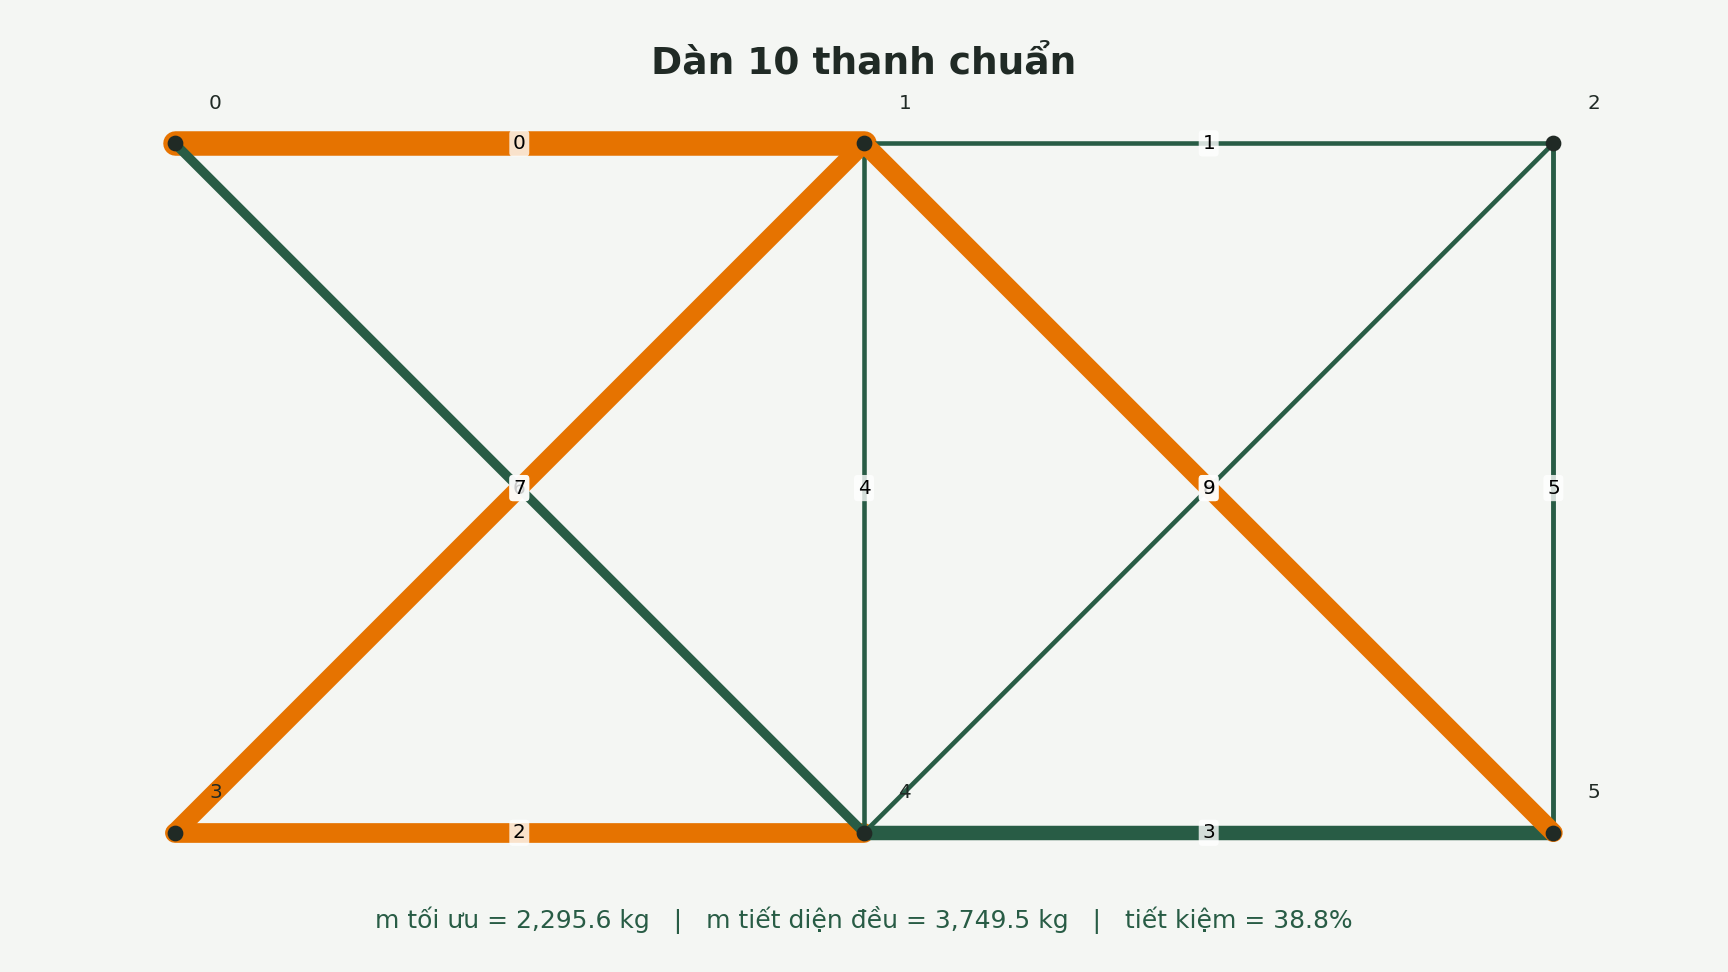 Dàn 10 thanh chuẩn
0 1 2
0 1
7 4 9 5
3 4 5
2 3
m tối ưu = 2,295.6 kg | m tiết diện đều = 3,749.5 kg | tiết kiệm = 38.8%